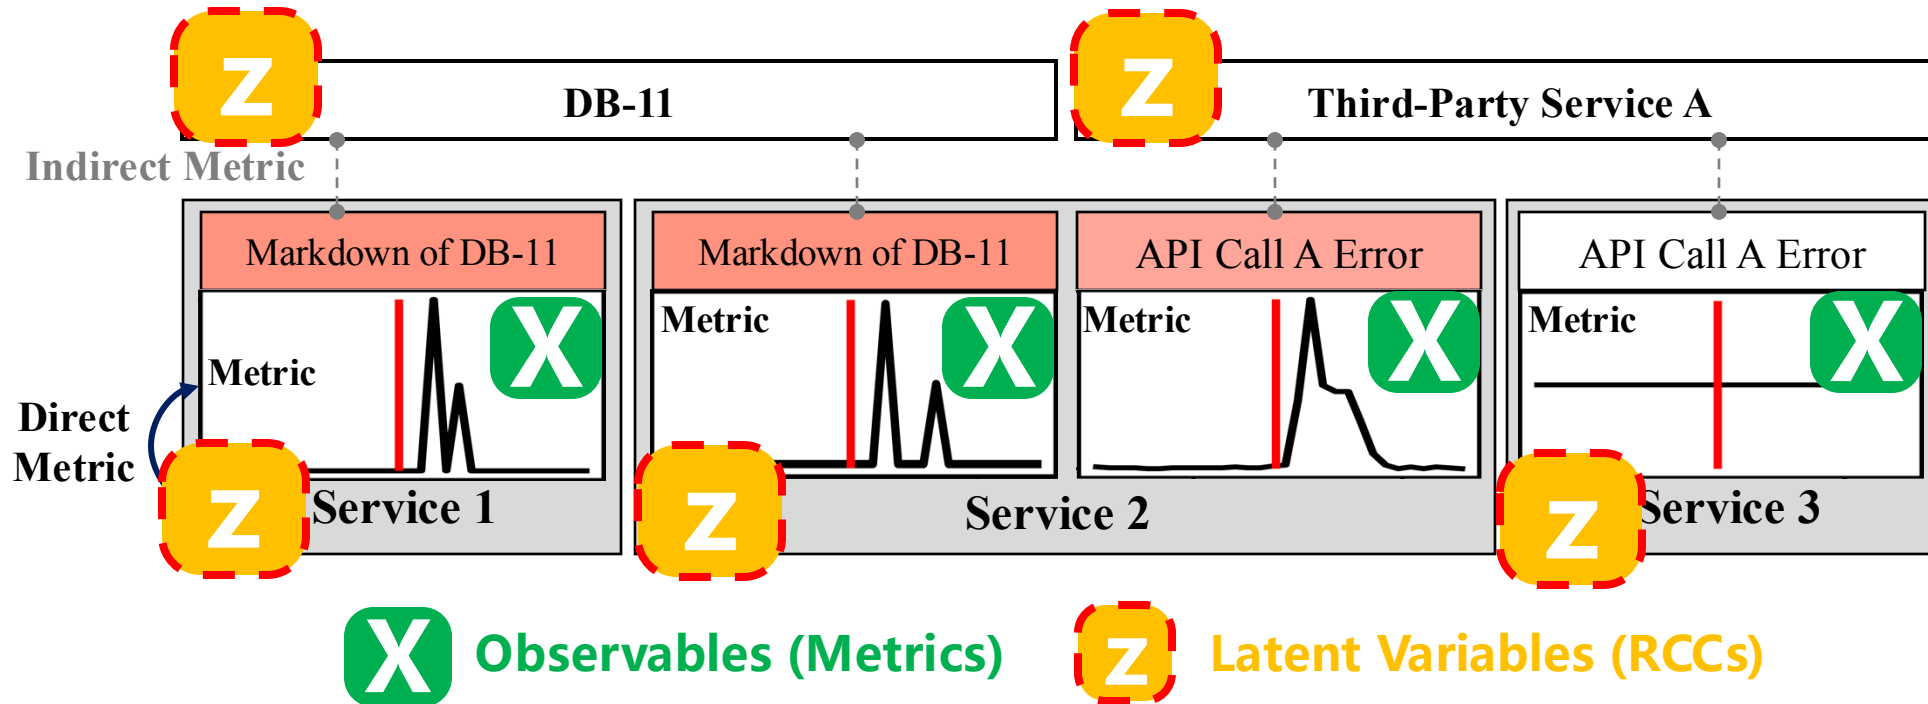 Z
DB-11
Z
Third-Party Service A
Indirect Metric
Markdown of DB-11
Markdown of DB-11
API Call A Error
API Call A Error
Metric
X
Metric
X
Metric
X
Metric
X
Direct
Metric
Z
Service 1
Z
Service 2
Z
Service 3
X
Observables (Metrics)
Z
Latent Variables (RCCs)